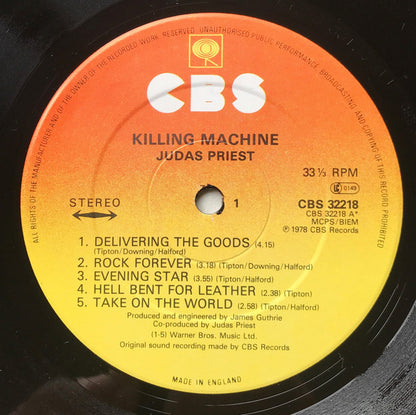 ALL RIGHTS OF THE MANUFACTURER AND OF THE OWNER OF THE RECORDED WORK RESERVED. UNAUTHORISED PUBLIC PERFORMANCE, BROADCASTING AND COPYING OF THIS RECORD PROHIBITED
CBS
KILLING MACHINE
JUDAS PRIEST
33⅓ RPM
0149
STEREO
1
CBS 32218
CBS 32218 A*
MCPS/BIEM
℗ 1978 CBS Records
1. DELIVERING THE GOODS (4.15)
(Tipton/Downing/Halford)
2. ROCK FOREVER (3.18) (Tipton/Downing/Halford)
3. EVENING STAR (3.55) (Tipton/Halford)
4. HELL BENT FOR LEATHER (2.38) (Tipton)
5. TAKE ON THE WORLD (2.58) (Tipton/Halford)
Produced and engineered by James Guthrie
Co-produced by Judas Priest
(1-5) Warner Bros. Music Ltd.
Original sound recording made by CBS Records
MADE IN ENGLAND